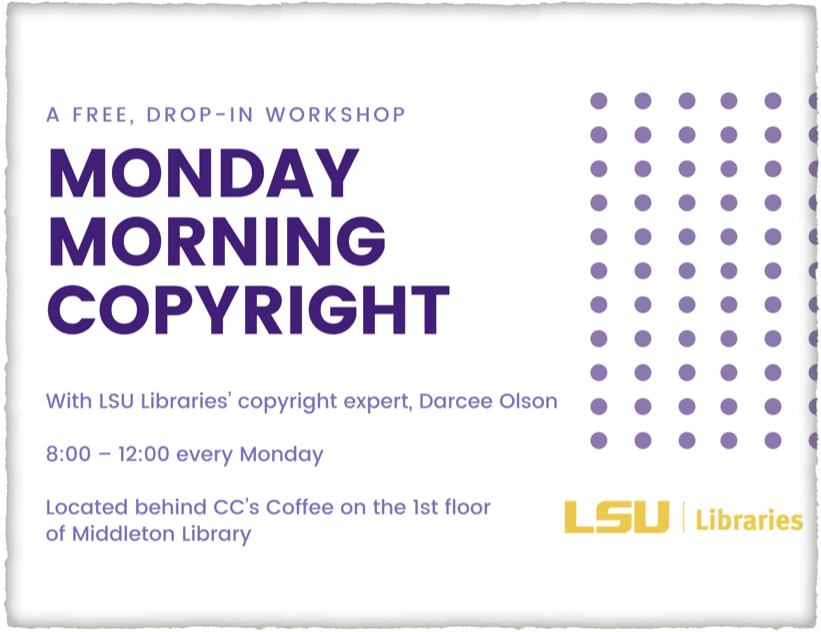 A FREE, DROP-IN WORKSHOP
MONDAY
MORNING
COPYRIGHT
With LSU Libraries’ copyright expert, Darcee Olson
8:00 – 12:00 every Monday
Located behind CC’s Coffee on the 1st floor
of Middleton Library
LSU | Libraries